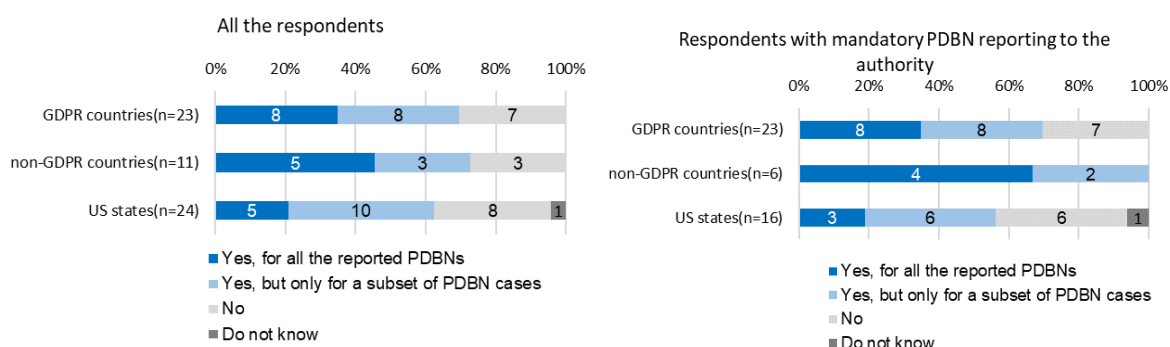 All the respondents
0% 20% 40% 60% 80% 100%
GDPR countries(n=23) 8 8 7
non-GDPR countries(n=11) 5 3 3
US states(n=24) 5 10 8 1
Yes, for all the reported PDBNs
Yes, but only for a subset of PDBN cases
No
Do not know
Respondents with mandatory PDBN reporting to the
authority
0% 20% 40% 60% 80% 100%
GDPR countries(n=23) 8 8 7
non-GDPR countries(n=6) 4 2
US states(n=16) 3 6 6 1
Yes, for all the reported PDBNs
Yes, but only for a subset of PDBN cases
No
Do not know